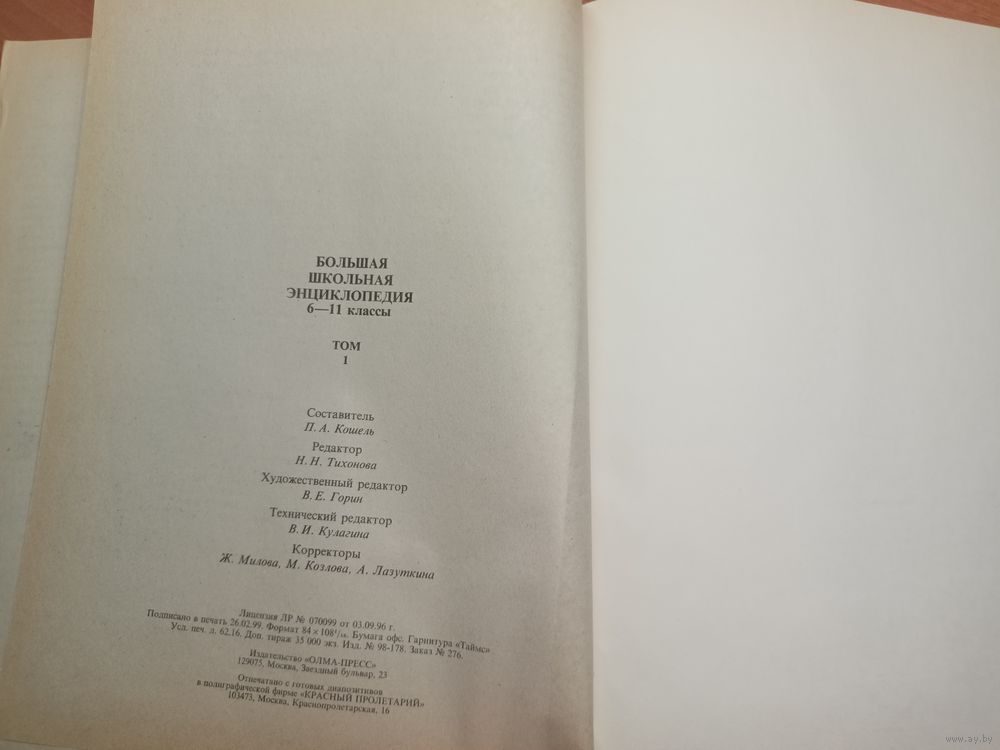 БОЛЬШАЯ
ШКОЛЬНАЯ
ЭНЦИКЛОПЕДИЯ
6—11 классы
ТОМ
1
Составитель
П. А. Кошель
Редактор
Н. Н. Тихонова
Художественный редактор
В. Е. Горин
Технический редактор
В. И. Кулагина
Корректоры
Ж. Милова, М. Козлова, А. Лазуткина
Лицензия ЛР № 070099 от 03.09.96 г.
Подписано в печать 26.02.99. Формат 84 × 108¹/₁₆. Бумага офс. Гарнитура «Таймс»
Усл. печ. л. 62.16. Доп. тираж 35 000 экз. Изд. № 98-178. Заказ № 276.
Издательство «ОЛМА-ПРЕСС»
129075, Москва, Звездный бульвар, 23
Отпечатано с готовых диапозитивов
в полиграфической фирме «КРАСНЫЙ ПРОЛЕТАРИЙ»
103473, Москва, Краснопролетарская, 16
www.ay.by